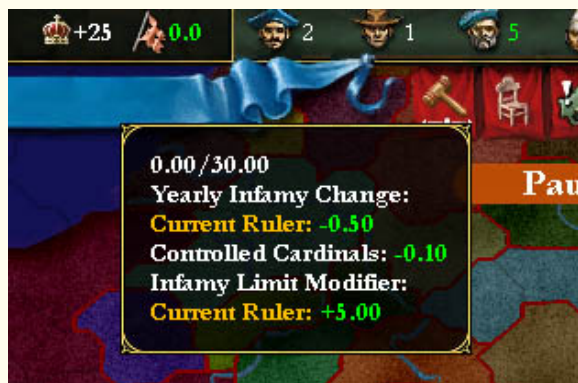 +25 0.0 2 1 5
0.00/30.00
Yearly Infamy Change:
Current Ruler: -0.50
Controlled Cardinals: -0.10
Infamy Limit Modifier:
Current Ruler: +5.00
Pau